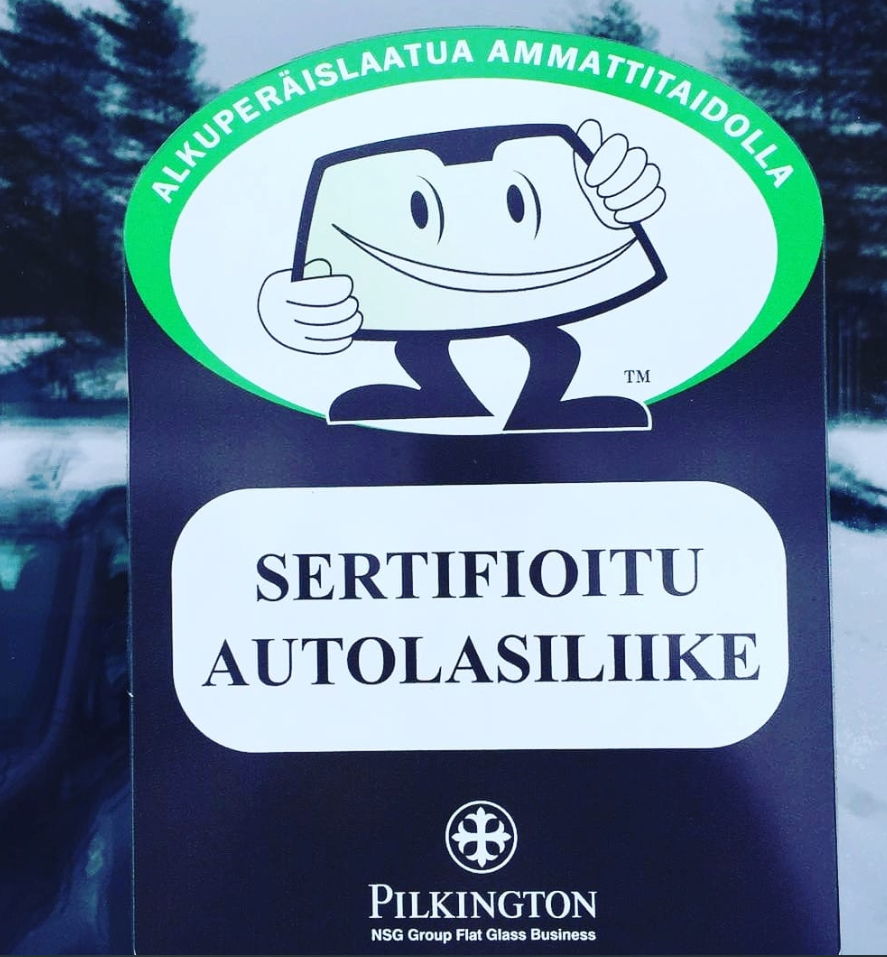 ALKUPERÄISLAATUA AMMATTITAIDOLLA
TM
SERTIFIOITU
AUTOLASILIIKE
PILKINGTON
NSG Group Flat Glass Business